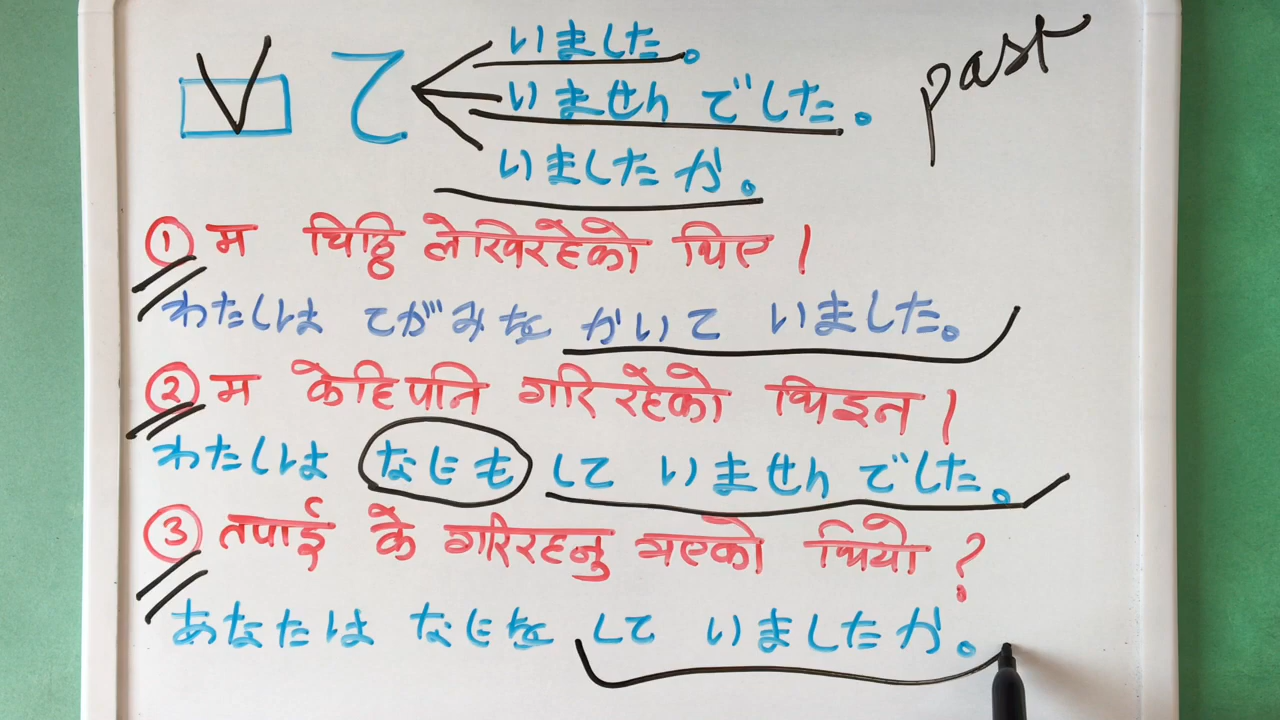 V て いました。
いません でした。
いましたか。
past
① म चिठ्ठि लेखिरहेको थिए।
わたしは てがみを かいて いました。
② म केहिपनि गरिरहेको थिइन।
わたしは なにも して いません でした。
③ तपाई के गरिरहनु भएको थियो ?
あなたは なにを して いましたか。